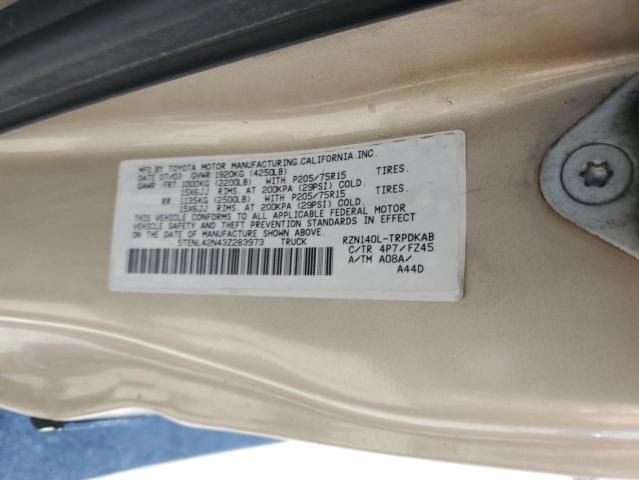 MFD BY TOYOTA MOTOR MANUFACTURING,CALIFORNIA,INC.
DATE 07/03 GVWR 1920KG (4250LB)
GAWR FRT 1000KG (2200LB) WITH P205/75R15 TIRES.
15X6JJ RIMS. AT 200KPA (29PSI) COLD.
RR 1135KG (2500LB) WITH P205/75R15 TIRES.
15X6JJ RIMS. AT 200KPA (29PSI) COLD.
THIS VEHICLE CONFORMS TO ALL APPLICABLE FEDERAL MOTOR
VEHICLE SAFETY AND THEFT PREVENTION STANDARDS IN EFFECT
ON THE DATE OF MANUFACTURE SHOWN ABOVE.
5TENL42N43Z283973 TRUCK RZN140L-TRPDKAB
C/TR 4P7/FZ45
A/TM A08A/
A44D